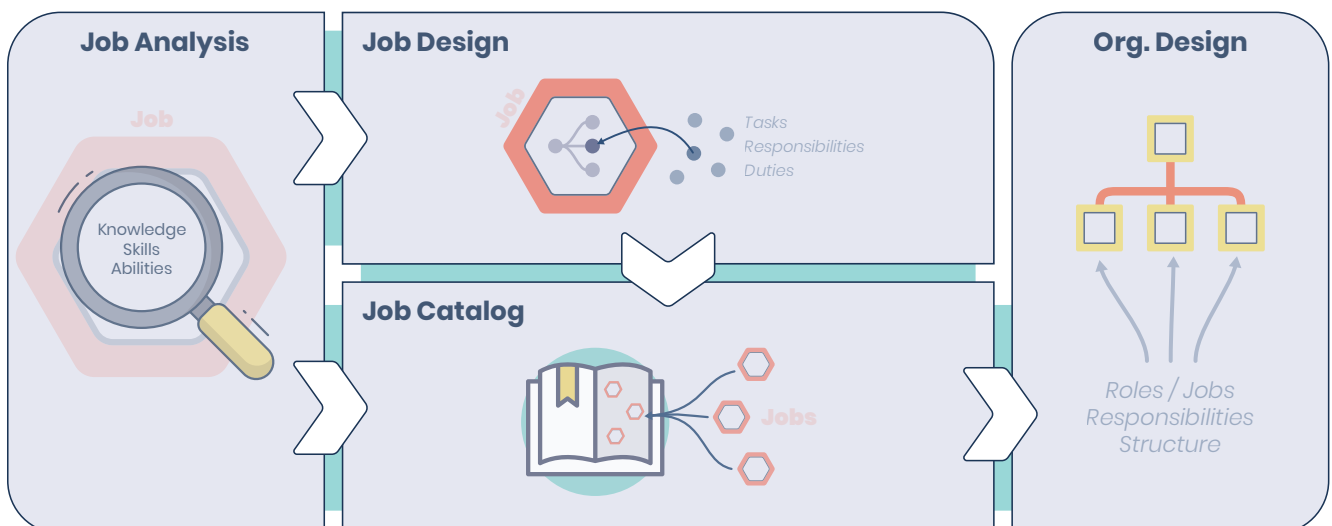 Job Analysis
Job
Knowledge
Skills
Abilities
Job Design
Job
Tasks
Responsibilities
Duties
Job Catalog
Jobs
Org. Design
Roles / Jobs
Responsibilities
Structure